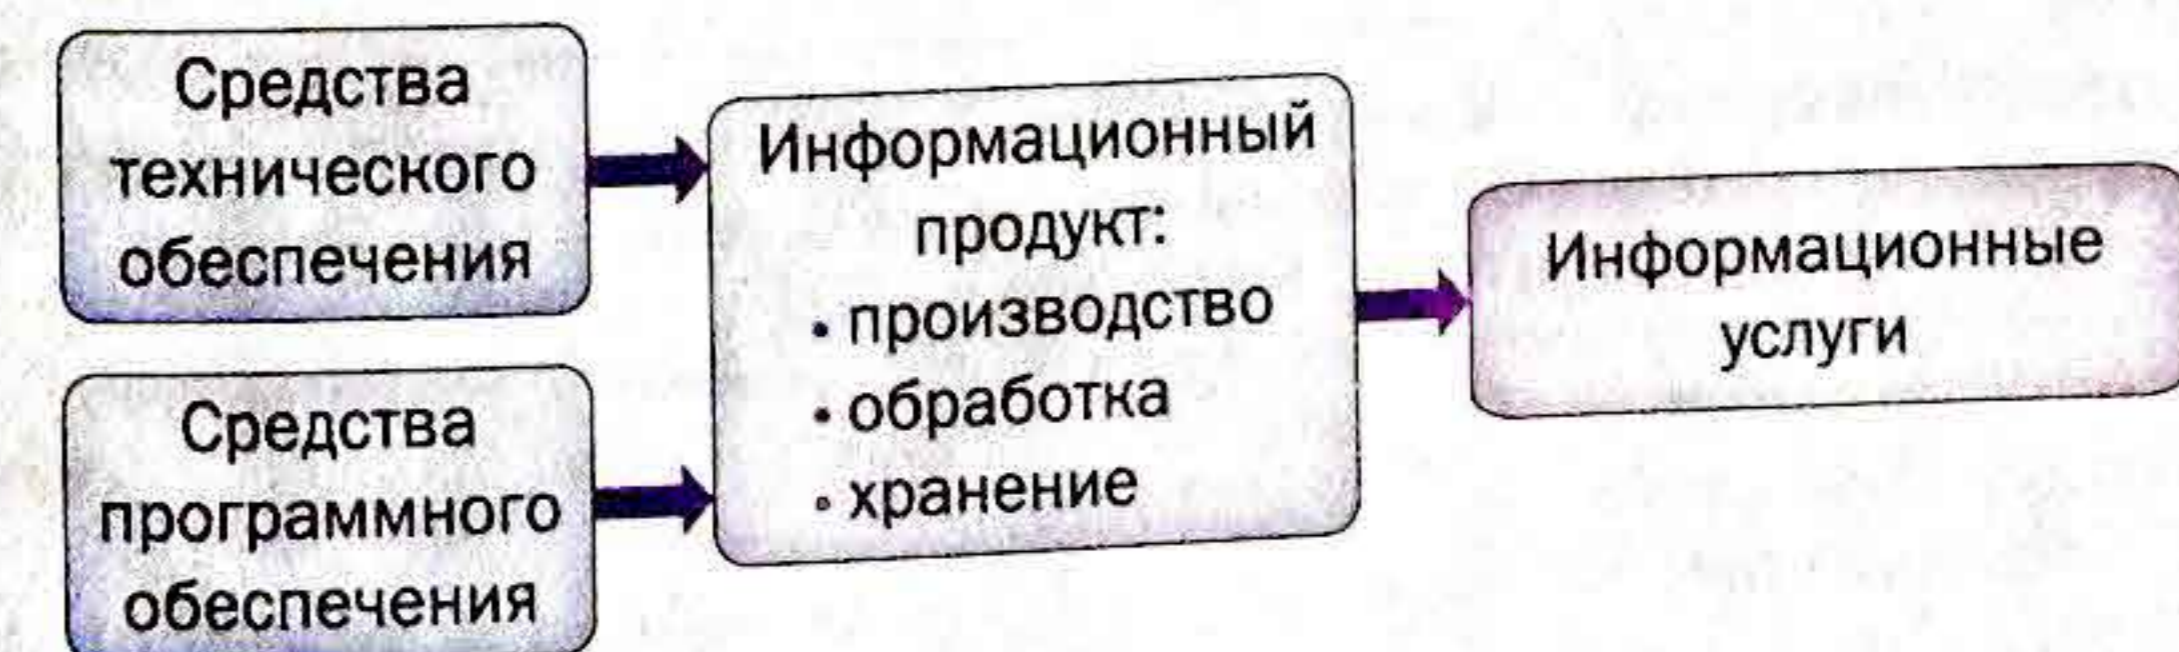 Средства
технического
обеспечения
Средства
программного
обеспечения
Информационный
продукт:
• производство
• обработка
• хранение
Информационные
услуги